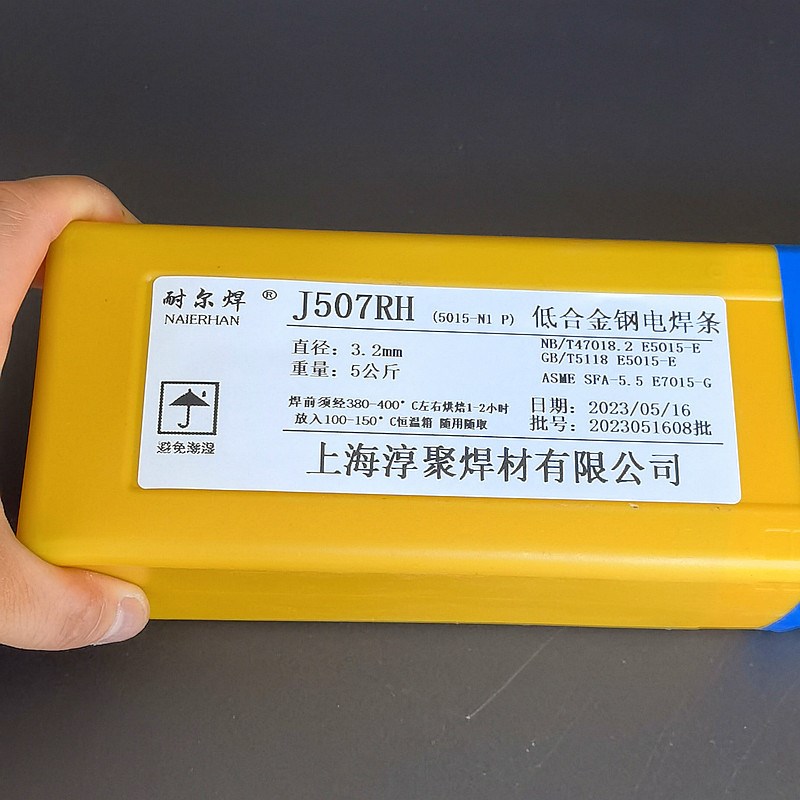 耐尔焊 ®
NAIERHAN
J507RH (5015-N1 P) 低合金钢电焊条
直径：3.2mm
重量：5公斤
NB/T47018.2 E5015-E
GB/T5118 E5015-E
ASME SFA-5.5 E7015-G
焊前须经380-400°C左右烘焙1-2小时
放入100-150°C恒温箱 随用随取
日期：2023/05/16
批号：2023051608批
避免潮湿
上海淳聚焊材有限公司